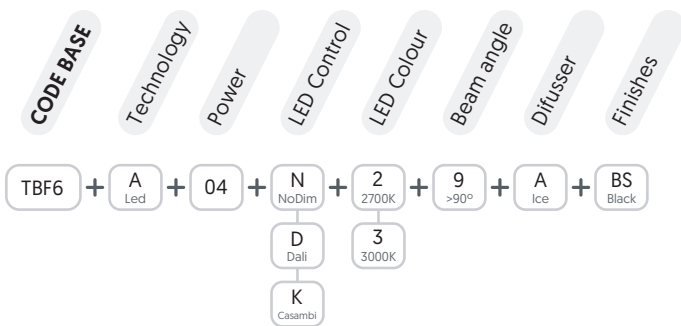 CODE BASE
Technology
Power
LED Control
LED Colour
Beam angle
Difusser
Finishes
TBF6 + A + 04 + N + 2 + 9 + A + BS
Led NoDim 2700K >90º Ice Black
D 3
Dali 3000K
K
Casambi